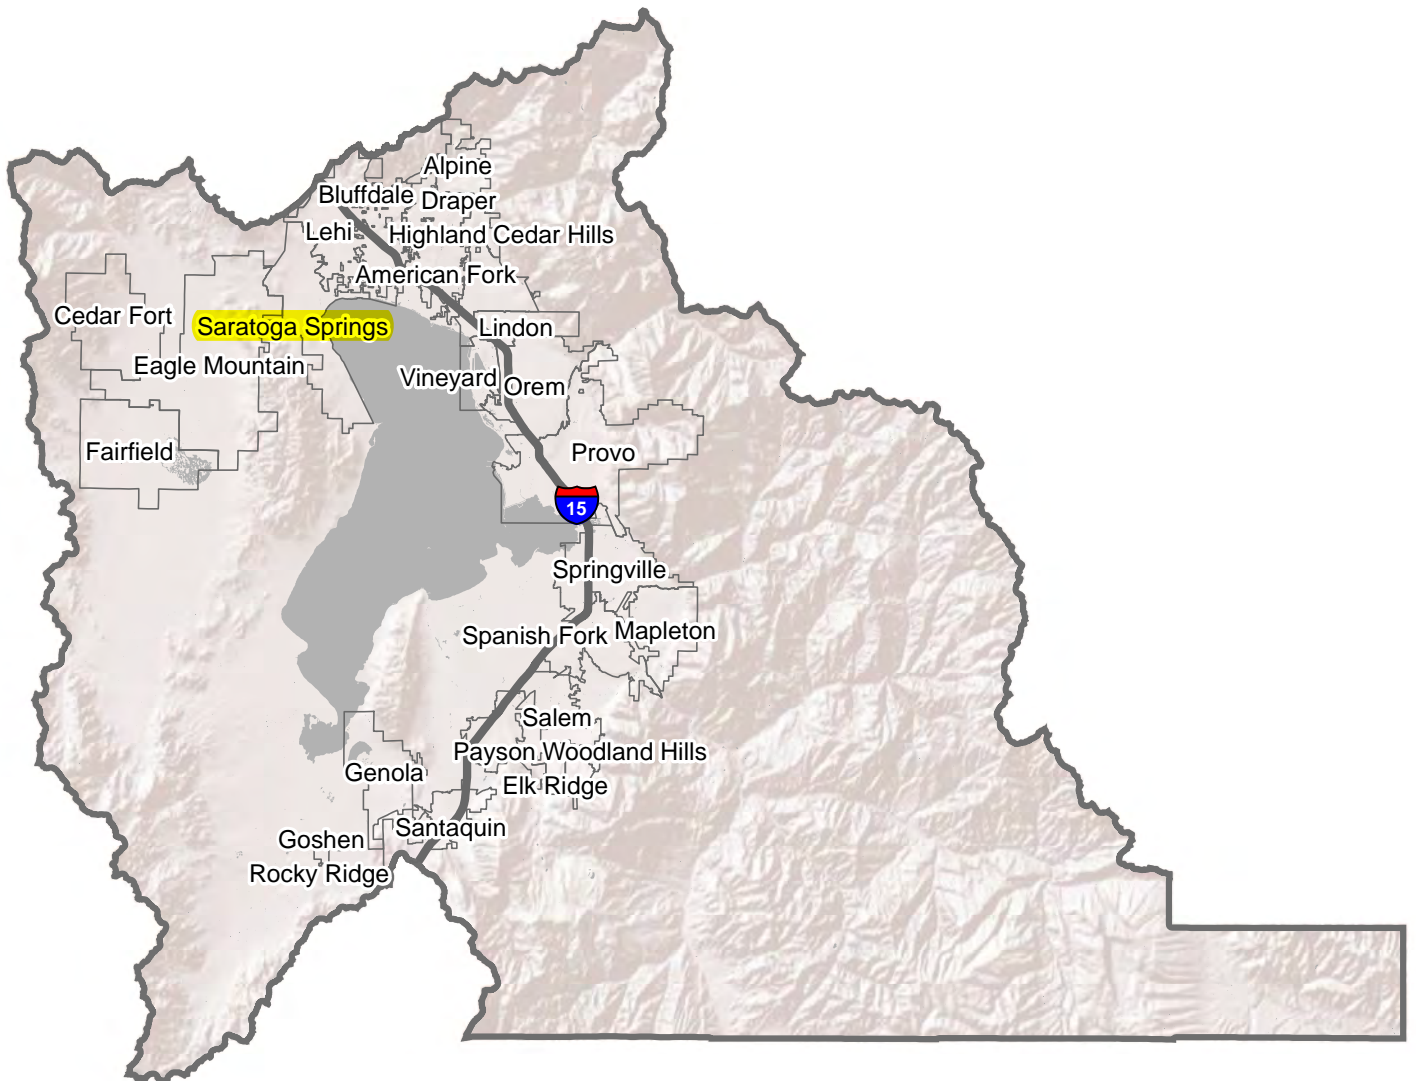 Alpine
Bluffdale
Draper
Lehi
Highland
Cedar Hills
American Fork
Cedar Fort
Saratoga Springs
Lindon
Eagle Mountain
Vineyard
Orem
Fairfield
Provo
15
Springville
Spanish Fork
Mapleton
Salem
Payson
Woodland Hills
Genola
Elk Ridge
Santaquin
Goshen
Rocky Ridge